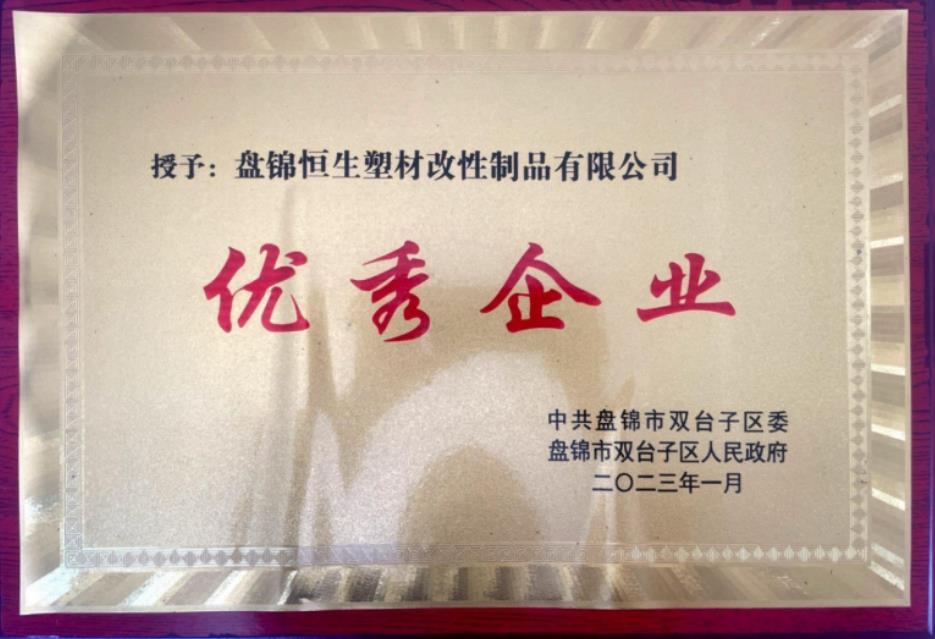 授予：盘锦恒生塑材改性制品有限公司
优秀企业
中共盘锦市双台子区委
盘锦市双台子区人民政府
二〇二三年一月